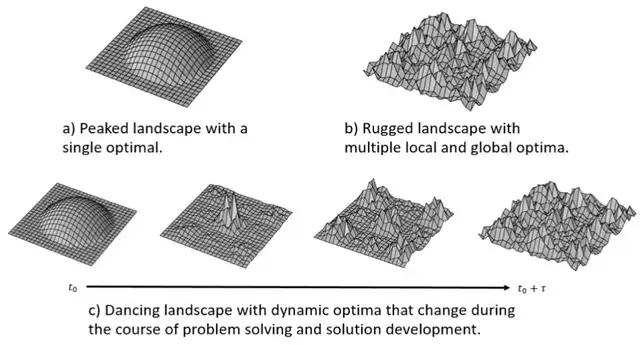 a) Peaked landscape with a
single optimal.
b) Rugged landscape with
multiple local and global optima.
t₀
t₀ + τ
c) Dancing landscape with dynamic optima that change during
the course of problem solving and solution development.